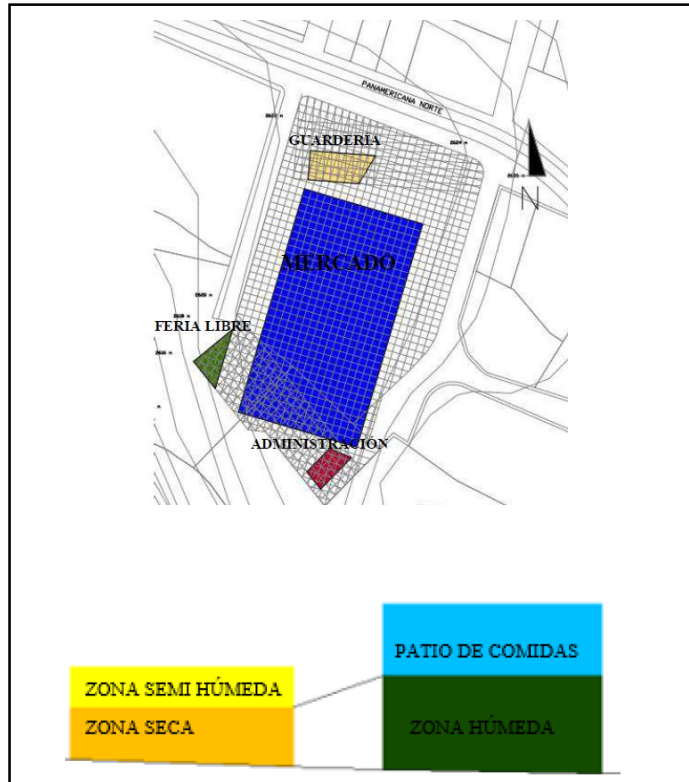 PANAMERICANA NORTE
GUARDERÍA
N
MERCADO
FERIA LIBRE
ADMINISTRACIÓN
PATIO DE COMIDAS
ZONA SEMI HÚMEDA
ZONA SECA
ZONA HÚMEDA